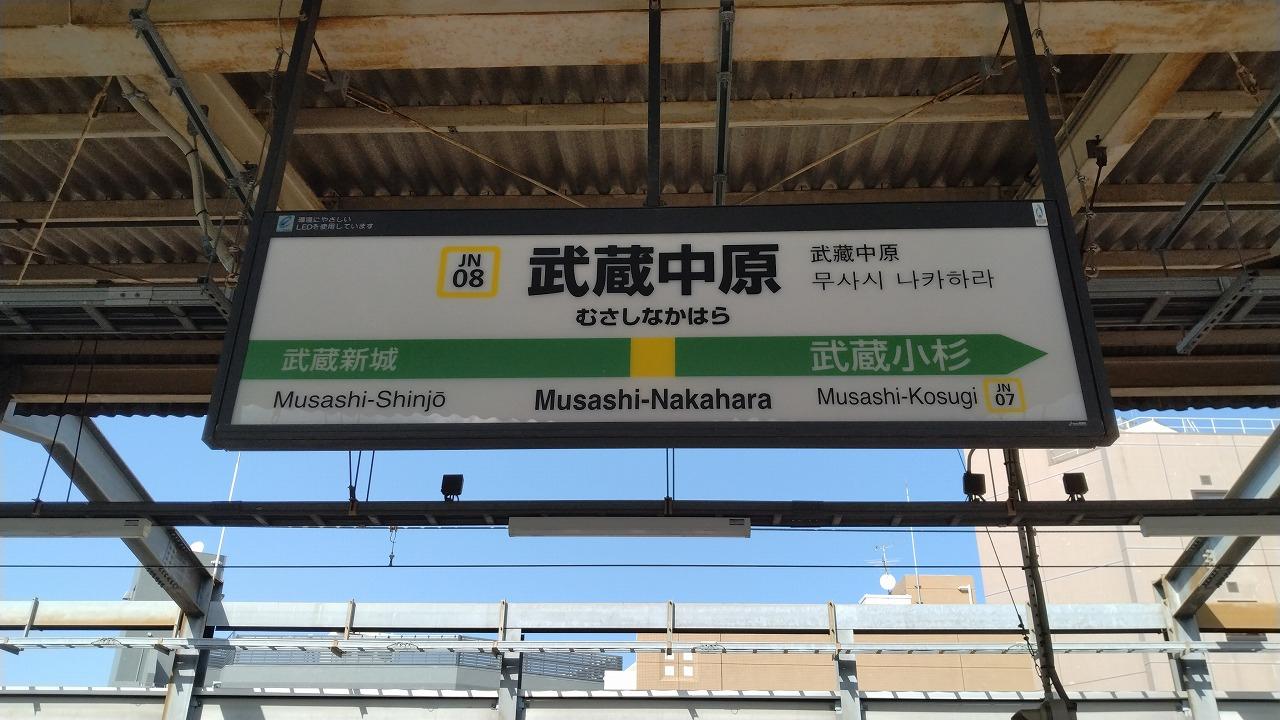 環境にやさしい
LEDを使用しています
JN
08
武蔵中原
むさしなかはら
武藏中原
무사시 나카하라
武蔵新城
武蔵小杉
Musashi-Shinjō
Musashi-Nakahara
Musashi-Kosugi
JN
07